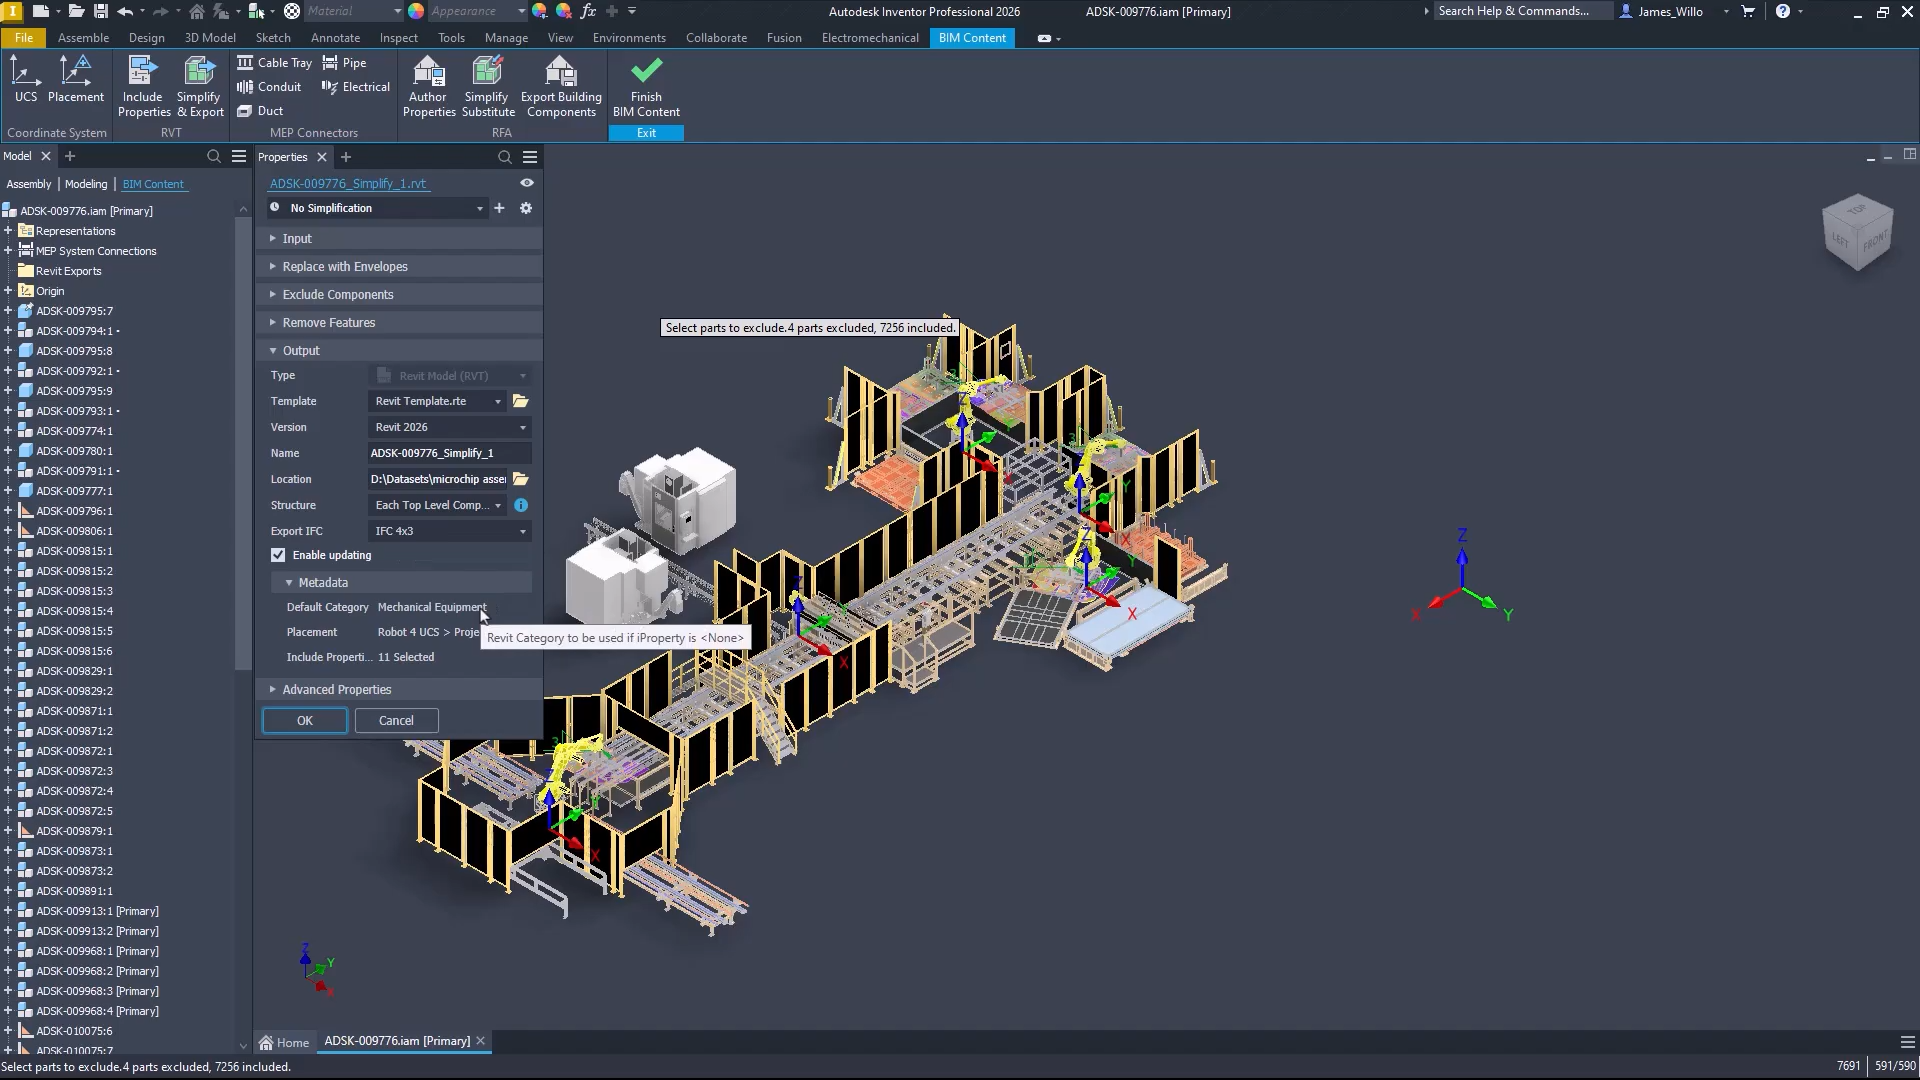 Material
Appearance
fx
Autodesk Inventor Professional 2026
ADSK-009776.iam [Primary]
Search Help & Commands...
James_Willo
File
Assemble
Design
3D Model
Sketch
Annotate
Inspect
Tools
Manage
View
Environments
Collaborate
Fusion
Electromechanical
BIM Content
UCS
Placement
Coordinate System
Include Properties
Simplify & Export
RVT
Cable Tray
Pipe
Conduit
Electrical
Duct
MEP Connectors
Author Properties
Simplify Substitute
Export Building Components
RFA
Finish BIM Content
Exit
Model
Assembly | Modeling | BIM Content
ADSK-009776.iam [Primary]
Representations
MEP System Connections
Revit Exports
Origin
ADSK-009795:7
ADSK-009794:1 -
ADSK-009795:8
ADSK-009792:1 -
ADSK-009795:9
ADSK-009793:1 -
ADSK-009774:1
ADSK-009780:1
ADSK-009791:1 -
ADSK-009777:1
ADSK-009796:1
ADSK-009806:1
ADSK-009815:1
ADSK-009815:2
ADSK-009815:3
ADSK-009815:4
ADSK-009815:5
ADSK-009815:6
ADSK-009829:1
ADSK-009829:2
ADSK-009871:1
ADSK-009871:2
ADSK-009872:1
ADSK-009872:3
ADSK-009872:4
ADSK-009872:5
ADSK-009879:1
ADSK-009873:1
ADSK-009873:2
ADSK-009891:1
ADSK-009913:1 [Primary]
ADSK-009913:2 [Primary]
ADSK-009968:1 [Primary]
ADSK-009968:2 [Primary]
ADSK-009968:3 [Primary]
ADSK-009968:4 [Primary]
ADSK-010075:6
ADSK-010075:7
Properties
ADSK-009776_Simplify_1.rvt
No Simplification
Input
Replace with Envelopes
Exclude Components
Remove Features
Output
Type Revit Model (RVT)
Template Revit Template.rte
Version Revit 2026
Name ADSK-009776_Simplify_1
Location D:\Datasets\microchip asser
Structure Each Top Level Comp...
Export IFC IFC 4x3
Enable updating
Metadata
Default Category Mechanical Equipment
Placement Robot 4 UCS > Proje
Include Properti... 11 Selected
Advanced Properties
OK
Cancel
Revit Category to be used if iProperty is <None>
Select parts to exclude.4 parts excluded, 7256 included.
TOP
LEFT
FRONT
Z
X
Y
Home
ADSK-009776.iam [Primary]
Select parts to exclude.4 parts excluded, 7256 included.
7691
591/590